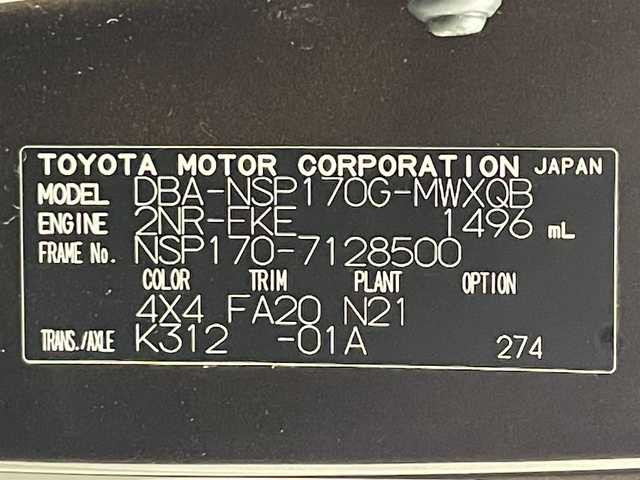 TOYOTA MOTOR CORPORATION JAPAN
MODEL DBA-NSP170G-MWXQB
ENGINE 2NR-FKE 1496 mL
FRAME No. NSP170-7128500
COLOR TRIM PLANT OPTION
4X4 FA20 N21
TRANS./AXLE K312 -01A 274